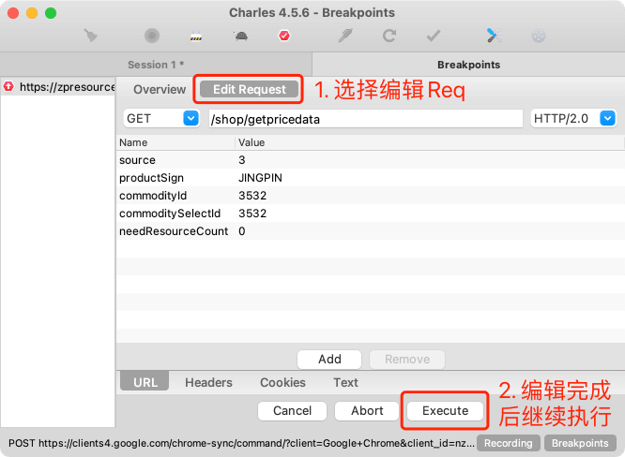 Charles 4.5.6 - Breakpoints
Session 1 *
Breakpoints
https://zpresource
Overview
Edit Request
1. 选择编辑Req
GET
/shop/getpricedata
HTTP/2.0
Name Value
source 3
productSign JINGPIN
commodityId 3532
commoditySelectId 3532
needResourceCount 0
Add Remove
URL Headers Cookies Text
2. 编辑完成
后继续执行
Cancel Abort Execute
POST https://clients4.google.com/chrome-sync/command/?client=Google+Chrome&client_id=nz... Recording Breakpoints